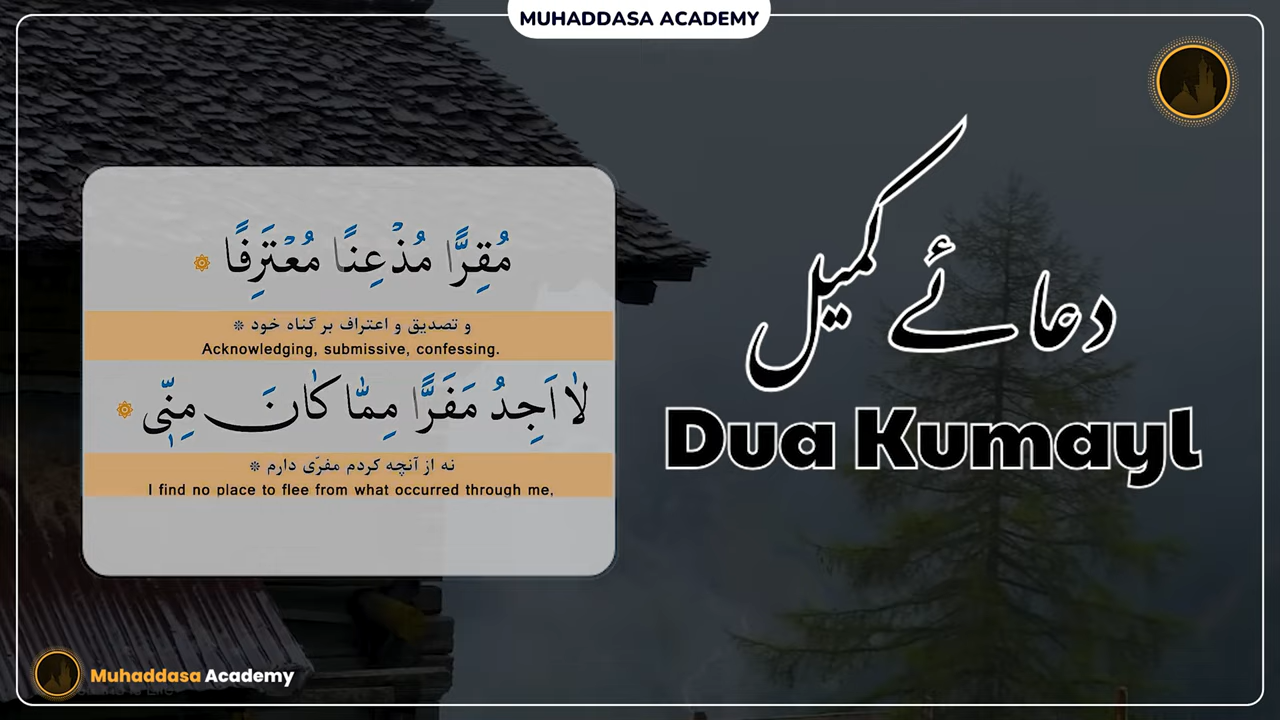 MUHADDASA ACADEMY
مُقِرًّا مُذْعِنًا مُعْتَرِفًا
و تصدیق و اعتراف بر گناه خود
Acknowledging, submissive, confessing.
لٰا اَجِدُ مَفَرًّا مِمّٰا كٰانَ مِنّٖى
نه از آنچه کردم مفرّی دارم
I find no place to flee from what occurred through me,
دعائے کمیل
Dua Kumayl
Muhaddasa Academy